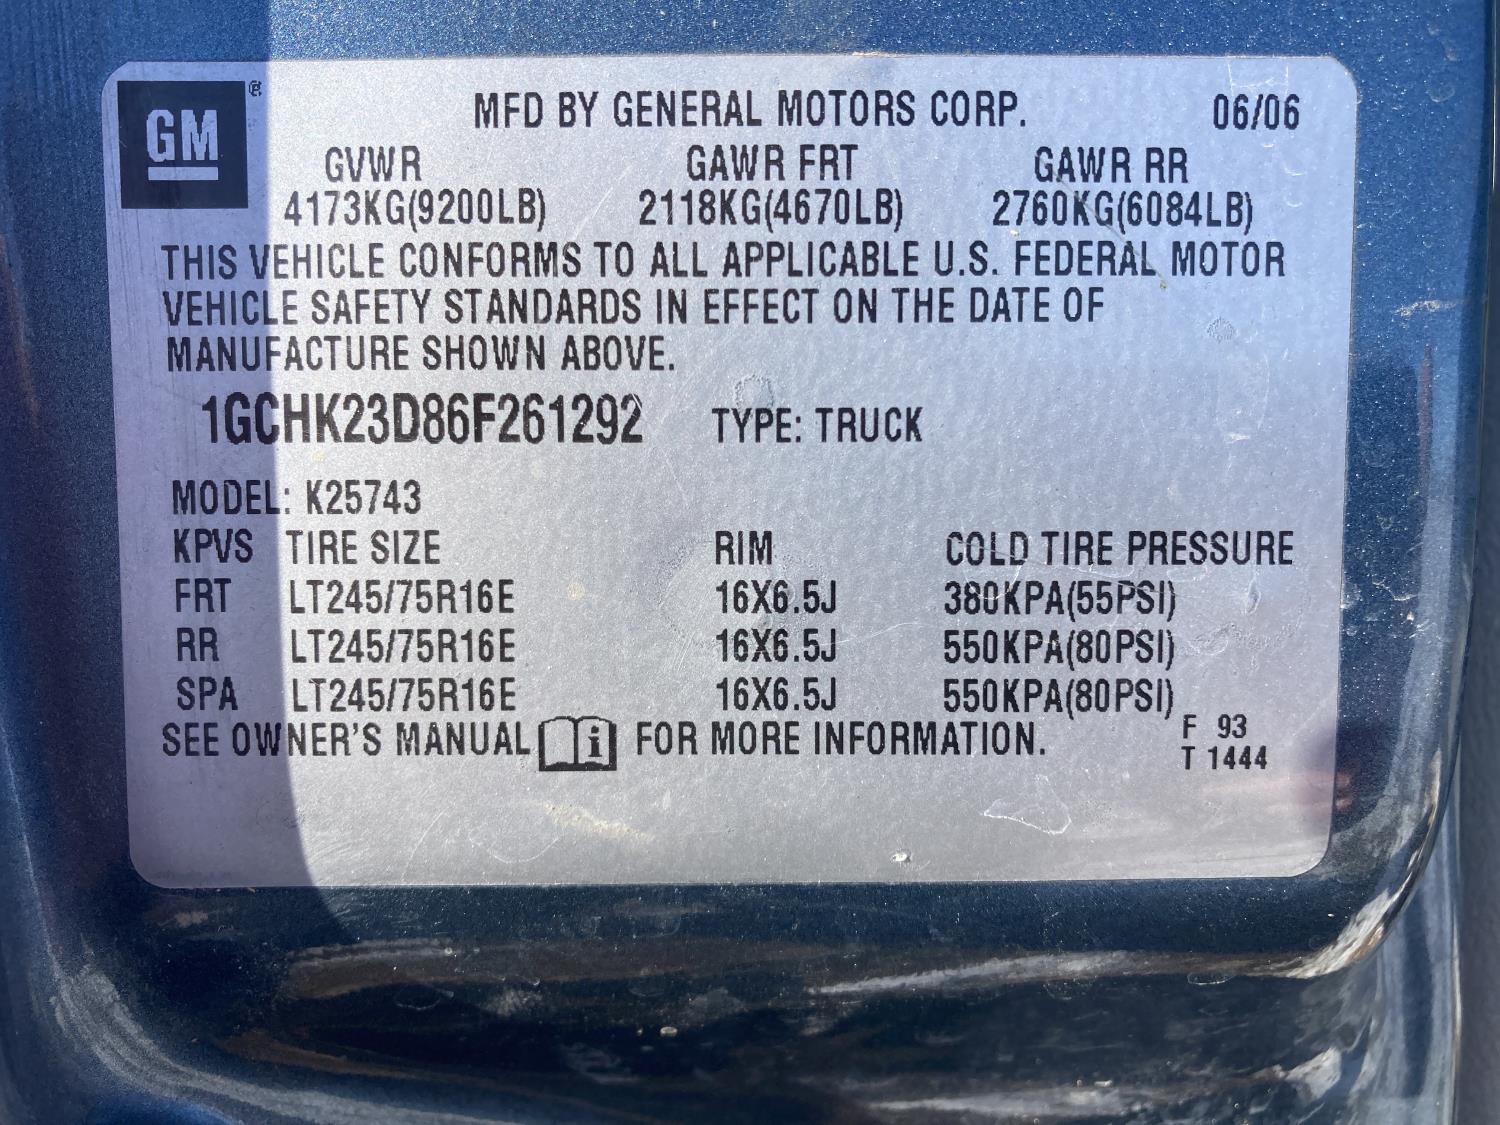 GM ®
MFD BY GENERAL MOTORS CORP. 06/06
GVWR GAWR FRT GAWR RR
4173KG(9200LB) 2118KG(4670LB) 2760KG(6084LB)
THIS VEHICLE CONFORMS TO ALL APPLICABLE U.S. FEDERAL MOTOR
VEHICLE SAFETY STANDARDS IN EFFECT ON THE DATE OF
MANUFACTURE SHOWN ABOVE.
1GCHK23D86F261292 TYPE: TRUCK
MODEL: K25743
KPVS TIRE SIZE RIM COLD TIRE PRESSURE
FRT LT245/75R16E 16X6.5J 380KPA(55PSI)
RR LT245/75R16E 16X6.5J 550KPA(80PSI)
SPA LT245/75R16E 16X6.5J 550KPA(80PSI)
SEE OWNER'S MANUAL i FOR MORE INFORMATION.
F 93
T 1444